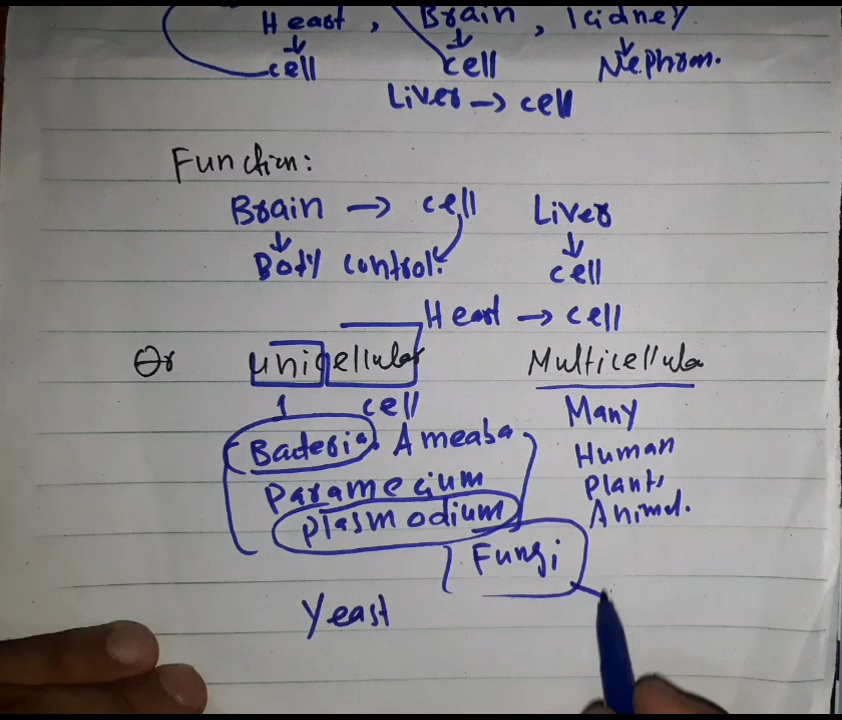 Heart, Brain, Kidney
cell cell Nephron.
Liver → cell
Function:
Brain → cell Liver
Body control. cell
Heart → cell
Or unicellular Multicellula
1 cell Many
Bacteria. Ameaba Human
Paramecium Plants
Plasmodium Animal.
Fungi
Yeast